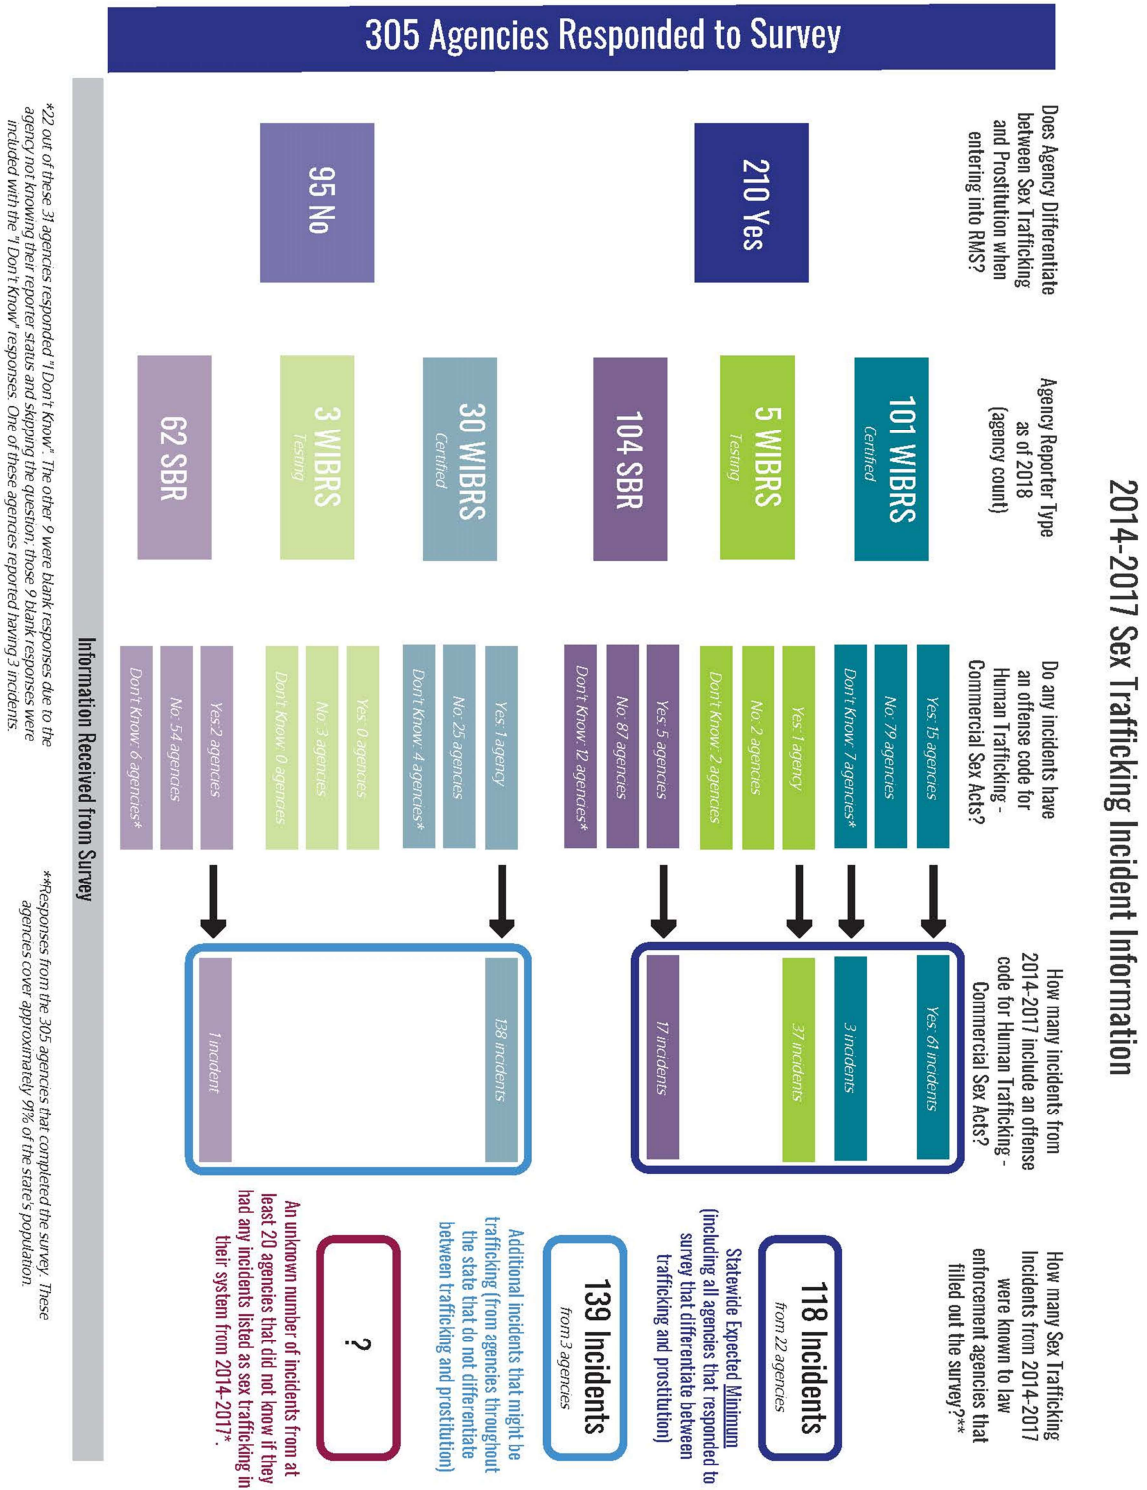 2014-2017 Sex Trafficking Incident Information
305 Agencies Responded to Survey
Does Agency Differentiate
between Sex Trafficking
and Prostitution when
entering into RMS?
210 Yes
95 No
Agency Reporter Type
as of 2018
(agency count)
101 WIBRS
Certified
5 WIBRS
Testing
104 SBR
30 WIBRS
Certified
3 WIBRS
Testing
62 SBR
Do any incidents have
an offense code for
Human Trafficking -
Commercial Sex Acts?
Yes: 15 agencies
No: 79 agencies
Don't Know: 7 agencies*
Yes: 1 agency
No: 2 agencies
Don't Know: 2 agencies
Yes: 5 agencies
No: 87 agencies
Don't Know: 12 agencies*
Yes: 1 agency
No: 25 agencies
Don't Know: 4 agencies*
Yes: 0 agencies
No: 3 agencies
Don't Know: 0 agencies
Yes: 2 agencies
No: 54 agencies
Don't Know: 6 agencies*
How many incidents from
2014-2017 include an offense
code for Human Trafficking -
Commercial Sex Acts?
Yes: 61 incidents
3 incidents
37 incidents
17 incidents
138 incidents
1 incident
How many Sex Trafficking
Incidents from 2014-2017
were known to law
enforcement agencies that
filled out the survey?**
118 Incidents
from 22 agencies
Statewide Expected Minimum
(including all agencies that responded to
survey that differentiate between
trafficking and prostitution)
139 Incidents
from 3 agencies
Additional incidents that might be
trafficking (from agencies throughout
the state that do not differentiate
between trafficking and prostitution)
?
An unknown number of incidents from at
least 20 agencies that did not know if they
had any incidents listed as sex trafficking in
their system from 2014-2017*.
Information Received from Survey
*22 out of these 31 agencies responded "I Don't Know". The other 9 were blank responses due to the
agency not knowing their reporter status and skipping the question; those 9 blank responses were
included with the "I Don't Know" responses. One of these agencies reported having 3 incidents.
**Responses from the 305 agencies that completed the survey. These
agencies cover approximately 91% of the state's population.